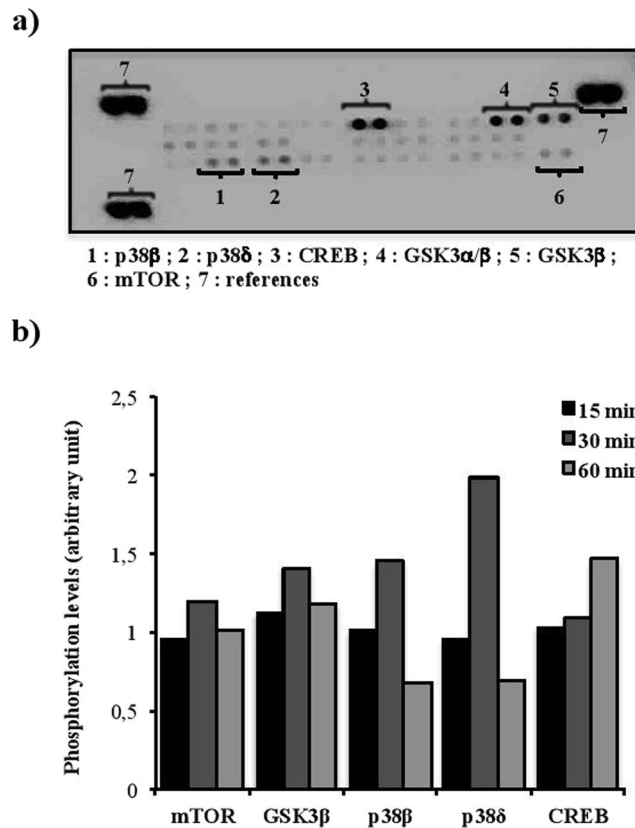 a)
7
3
4
5
7
7
1
2
6
1 : p38β ; 2 : p38δ ; 3 : CREB ; 4 : GSK3α/β ; 5 : GSK3β ;
6 : mTOR ; 7 : references
b)
Phosphorylation levels (arbitrary unit)
2,5
2
1,5
1
0,5
0
15 min
30 min
60 min
mTOR GSK3β p38β p38δ CREB